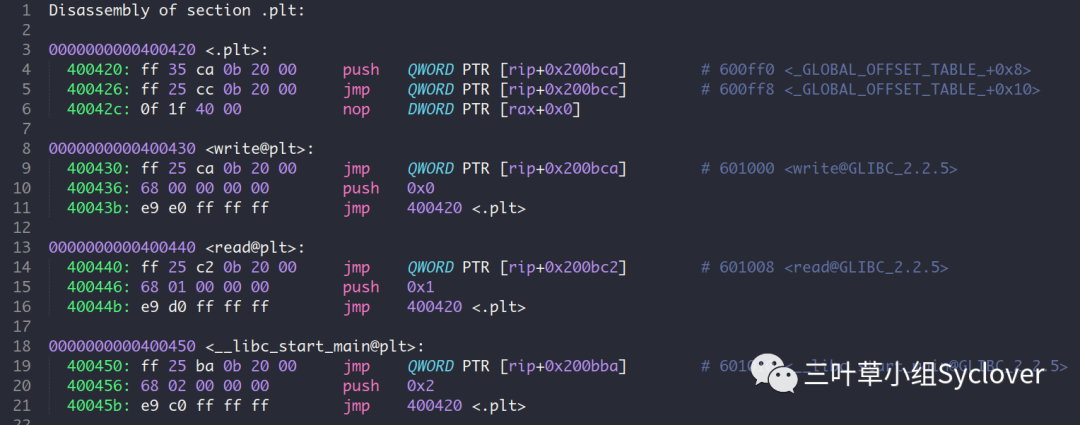 1 Disassembly of section .plt:
2
3 0000000000400420 <.plt>:
4 400420: ff 35 ca 0b 20 00 push QWORD PTR [rip+0x200bca] # 600ff0 <_GLOBAL_OFFSET_TABLE_+0x8>
5 400426: ff 25 cc 0b 20 00 jmp QWORD PTR [rip+0x200bcc] # 600ff8 <_GLOBAL_OFFSET_TABLE_+0x10>
6 40042c: 0f 1f 40 00 nop DWORD PTR [rax+0x0]
7
8 0000000000400430 <write@plt>:
9 400430: ff 25 ca 0b 20 00 jmp QWORD PTR [rip+0x200bca] # 601000 <write@GLIBC_2.2.5>
10 400436: 68 00 00 00 00 push 0x0
11 40043b: e9 e0 ff ff ff jmp 400420 <.plt>
12
13 0000000000400440 <read@plt>:
14 400440: ff 25 c2 0b 20 00 jmp QWORD PTR [rip+0x200bc2] # 601008 <read@GLIBC_2.2.5>
15 400446: 68 01 00 00 00 push 0x1
16 40044b: e9 d0 ff ff ff jmp 400420 <.plt>
17
18 0000000000400450 <__libc_start_main@plt>:
19 400450: ff 25 ba 0b 20 00 jmp QWORD PTR [rip+0x200bba] #
20 400456: 68 02 00 00 00 push 0x2
21 40045b: e9 c0 ff ff ff jmp 400420 <.plt>
22
三叶草小组Syclover